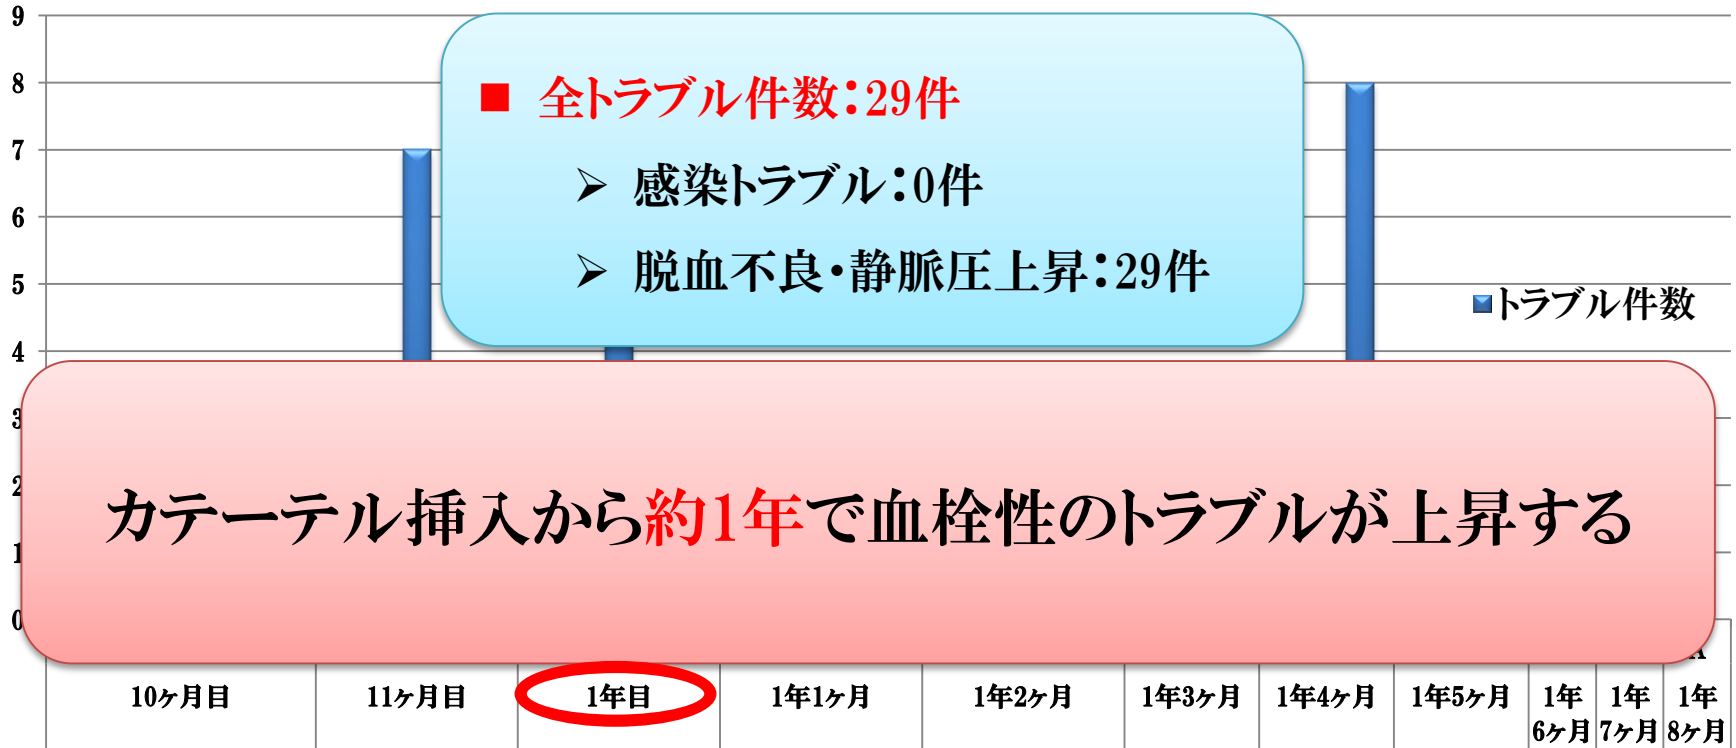 9
8
7
6
5
4
3
2
1
0
■ 全トラブル件数：29件
➢ 感染トラブル：0件
➢ 脱血不良・静脈圧上昇：29件
トラブル件数
カテーテル挿入から約1年で血栓性のトラブルが上昇する
10ヶ月目
11ヶ月目
1年目
1年1ヶ月
1年2ヶ月
1年3ヶ月
1年4ヶ月
1年5ヶ月
1年
6ヶ月
1年
7ヶ月
1年
8ヶ月